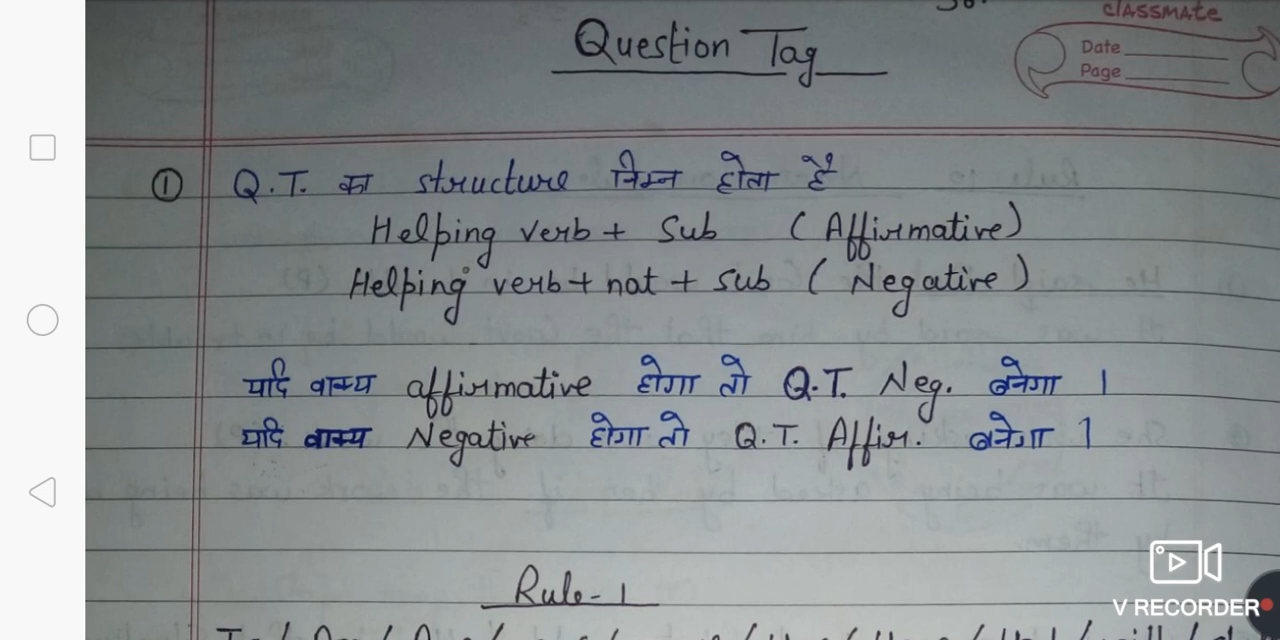 CLASSMATE
Date
Page
Question Tag
① Q.T. का structure निम्न होता है
Helping verb + Sub (Affirmative)
Helping verb + not + sub (Negative)
यदि वाक्य affirmative होगा तो Q.T. Neg. बनेगा ।
यदि वाक्य Negative होगा तो Q.T. Affir. बनेगा ।
Rule-1
V RECORDER